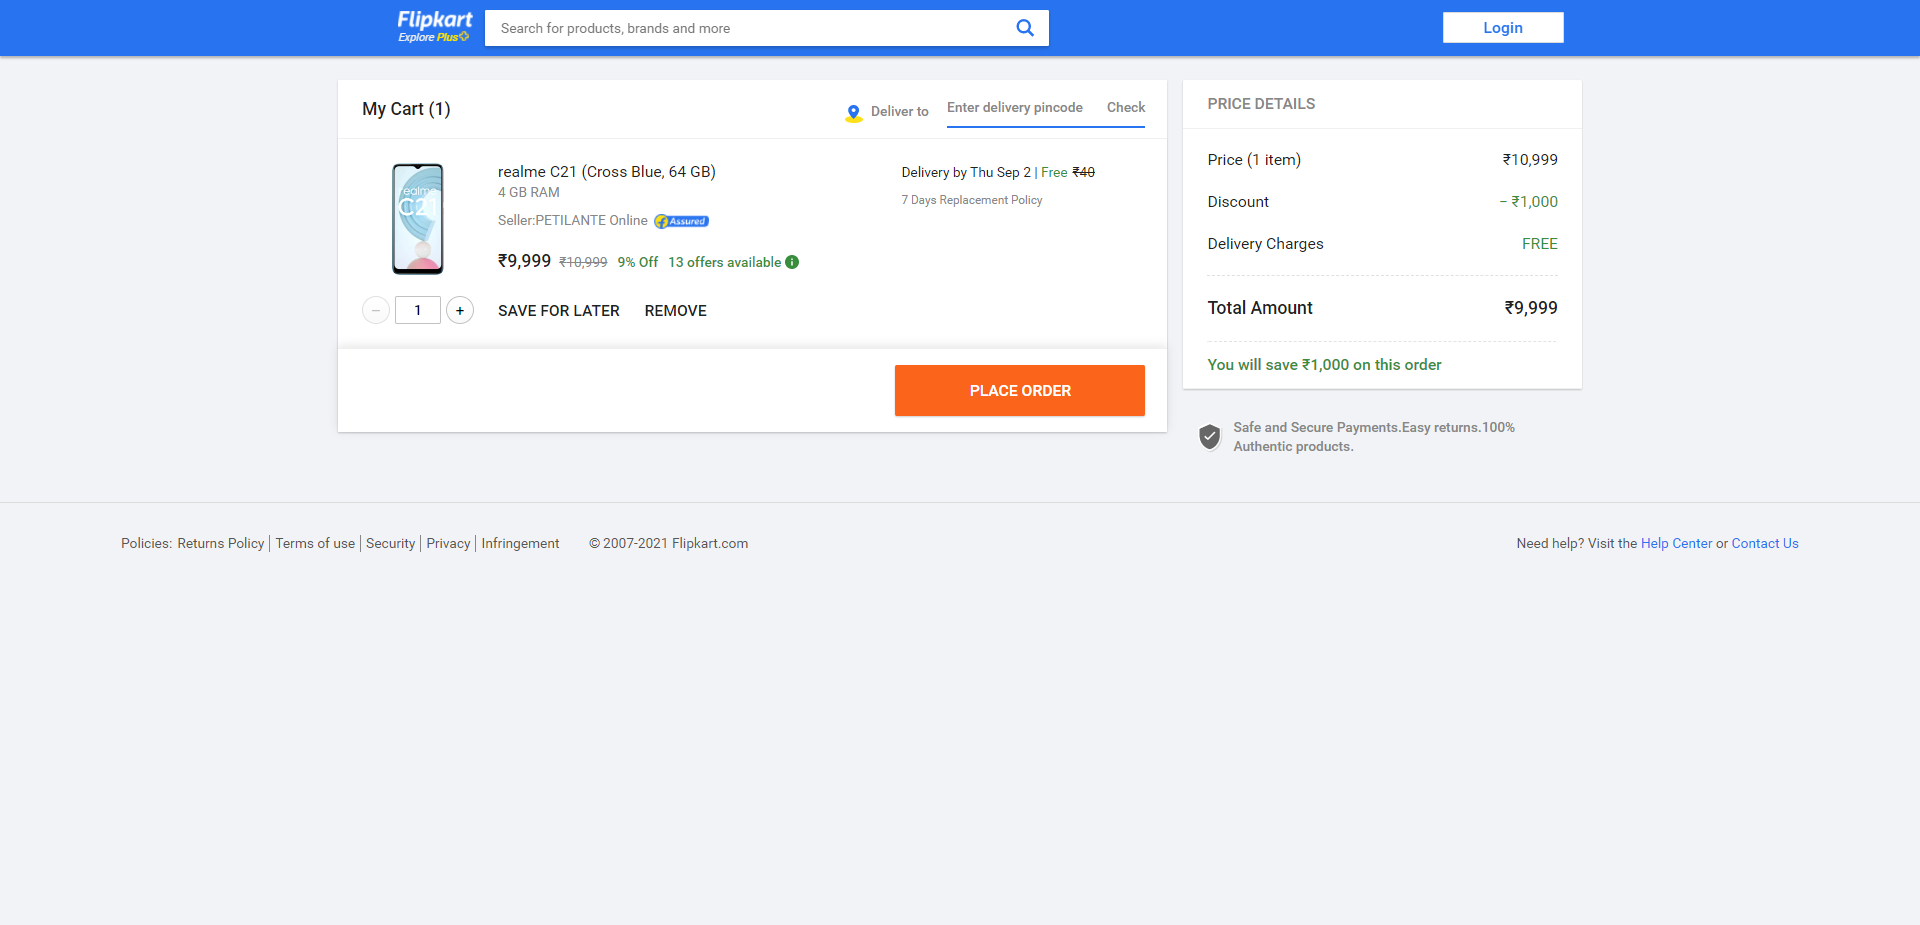 Flipkart
Explore Plus
Search for products, brands and more
Login
My Cart (1)
Deliver to
Enter delivery pincode
Check
realme
C21
realme C21 (Cross Blue, 64 GB)
4 GB RAM
Seller:PETILANTE Online
Assured
₹9,999 ₹10,999 9% Off 13 offers available
Delivery by Thu Sep 2 | Free ₹40
7 Days Replacement Policy
− 1 +
SAVE FOR LATER
REMOVE
PLACE ORDER
PRICE DETAILS
Price (1 item) ₹10,999
Discount − ₹1,000
Delivery Charges FREE
Total Amount ₹9,999
You will save ₹1,000 on this order
Safe and Secure Payments.Easy returns.100%
Authentic products.
Policies: Returns Policy | Terms of use | Security | Privacy | Infringement © 2007-2021 Flipkart.com
Need help? Visit the Help Center or Contact Us